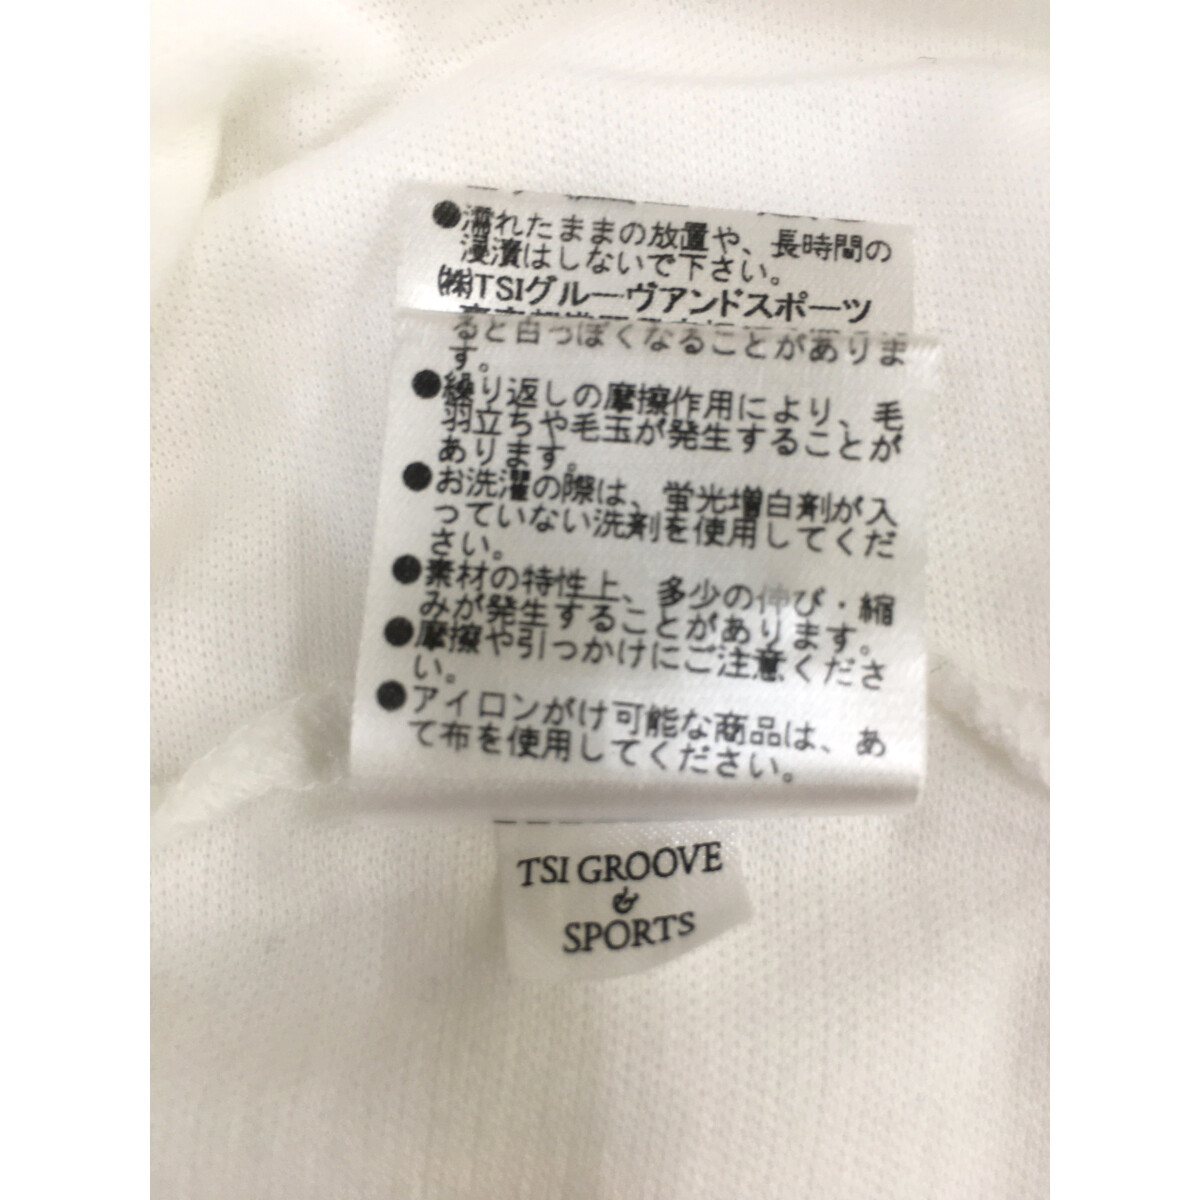 ●濡れたままの放置や、長時間の
浸漬はしないで下さい。
㈱TSIグルーヴアンドスポーツ
ると白っぽくなることがありま
す。
●繰り返しの摩擦作用により、毛
羽立ちや毛玉が発生することが
あります。
●お洗濯の際は、蛍光増白剤が入
っていない洗剤を使用してくだ
さい。
●素材の特性上、多少の伸び・縮
みが発生することがあります。
●摩擦や引っかけにご注意くださ
い。
●アイロンがけ可能な商品は、あ
て布を使用してください。
TSI GROOVE
&
SPORTS